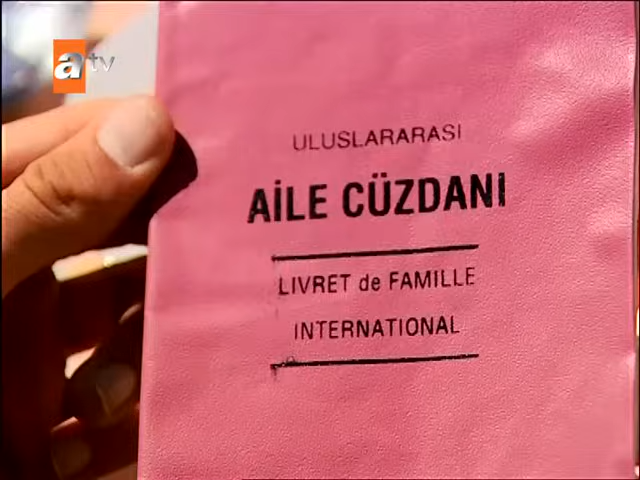 atv
ULUSLARARASI
AİLE CÜZDANI
LIVRET de FAMILLE
INTERNATIONAL